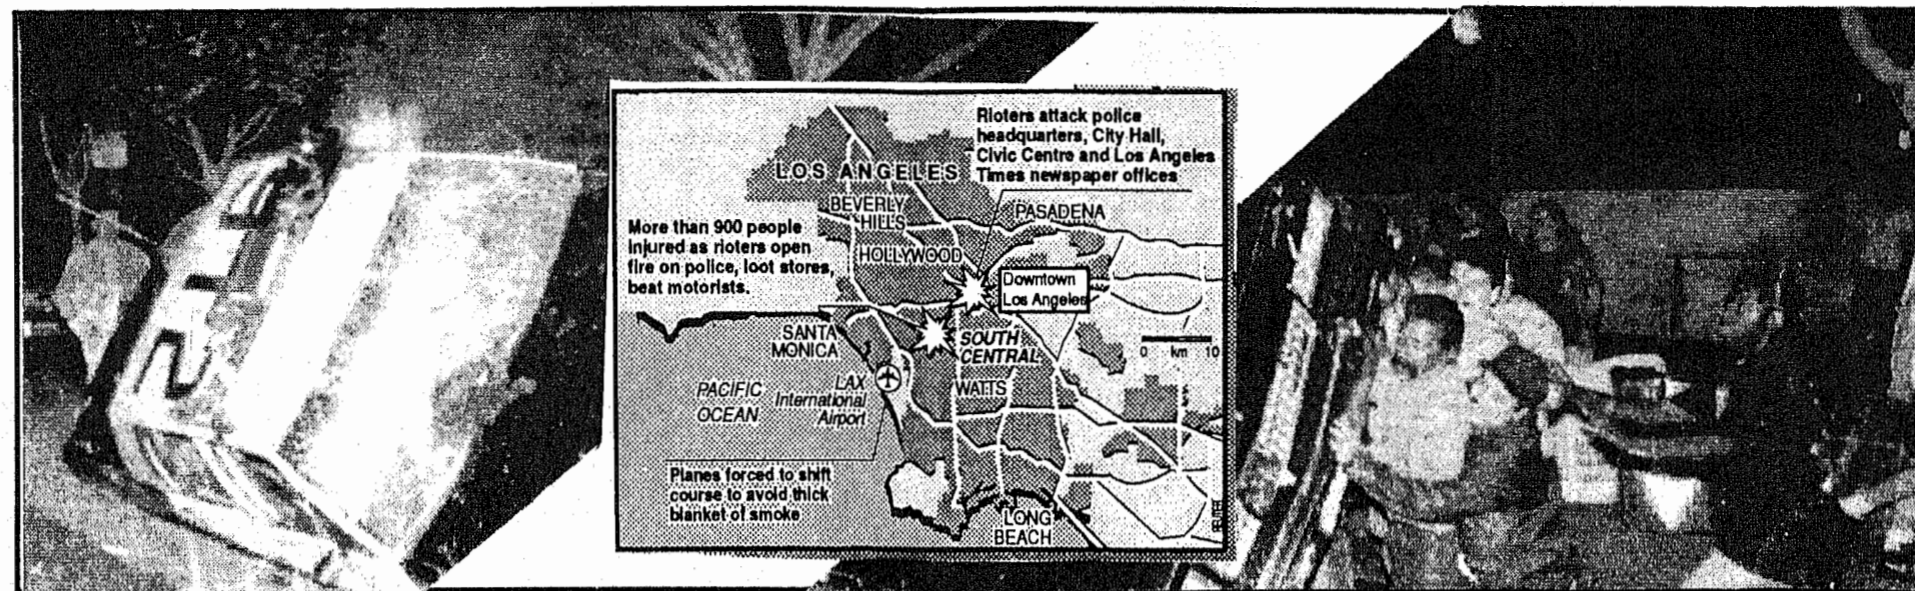 Rioters attack police
headquarters, City Hall,
Civic Centre and Los Angeles
Times newspaper offices
LOS ANGELES
BEVERLY
HILLS
PASADENA
More than 900 people
injured as rioters open
fire on police, loot stores,
beat motorists.
HOLLYWOOD
Downtown
Los Angeles
SANTA
MONICA
SOUTH
CENTRAL
0 km 10
PACIFIC
OCEAN
LAX
International
Airport
WATTS
Planes forced to shift
course to avoid thick
blanket of smoke
LONG
BEACH
REUTER